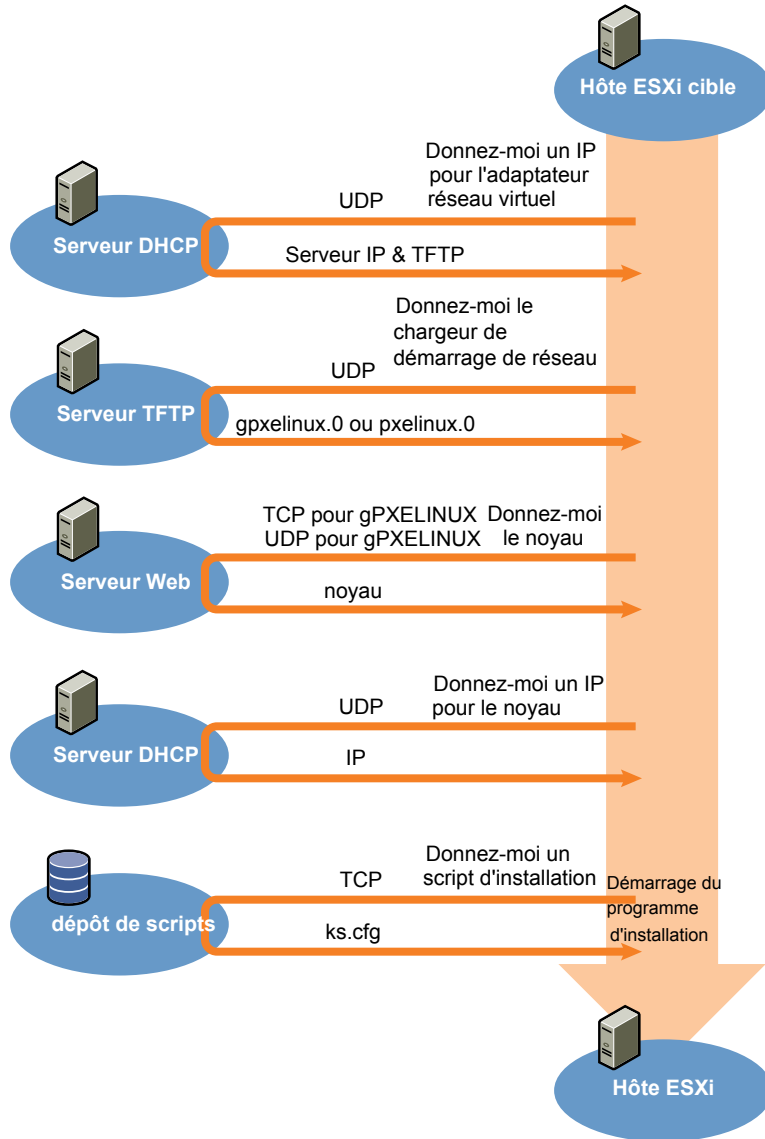 Hôte ESXi cible
Donnez-moi un IP
pour l'adaptateur
réseau virtuel
UDP
Serveur DHCP
Serveur IP & TFTP
Donnez-moi le
chargeur de
démarrage de réseau
UDP
Serveur TFTP
gpxelinux.0 ou pxelinux.0
TCP pour gPXELINUX
UDP pour gPXELINUX
Donnez-moi
le noyau
Serveur Web
noyau
Donnez-moi un IP
pour le noyau
UDP
Serveur DHCP
IP
Donnez-moi un
script d'installation
TCP
dépôt de scripts
ks.cfg
Démarrage du
programme
d'installation
Hôte ESXi